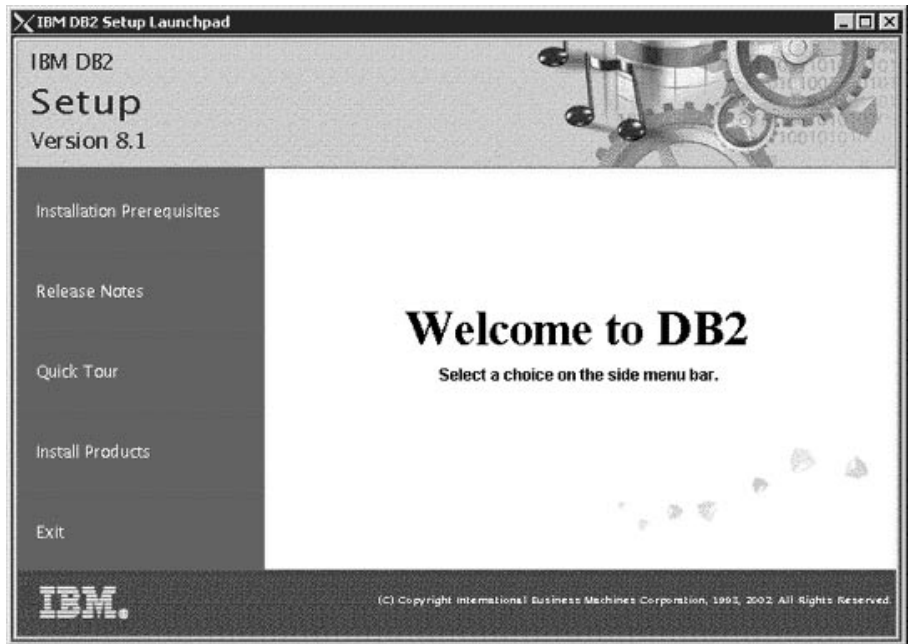 IBM DB2 Setup Launchpad
IBM DB2
Setup
Version 8.1
Installation Prerequisites
Release Notes
Quick Tour
Install Products
Exit
Welcome to DB2
Select a choice on the side menu bar.
IBM.
(C) Copyright International Business Machines Corporation, 1993, 2002. All Rights Reserved.